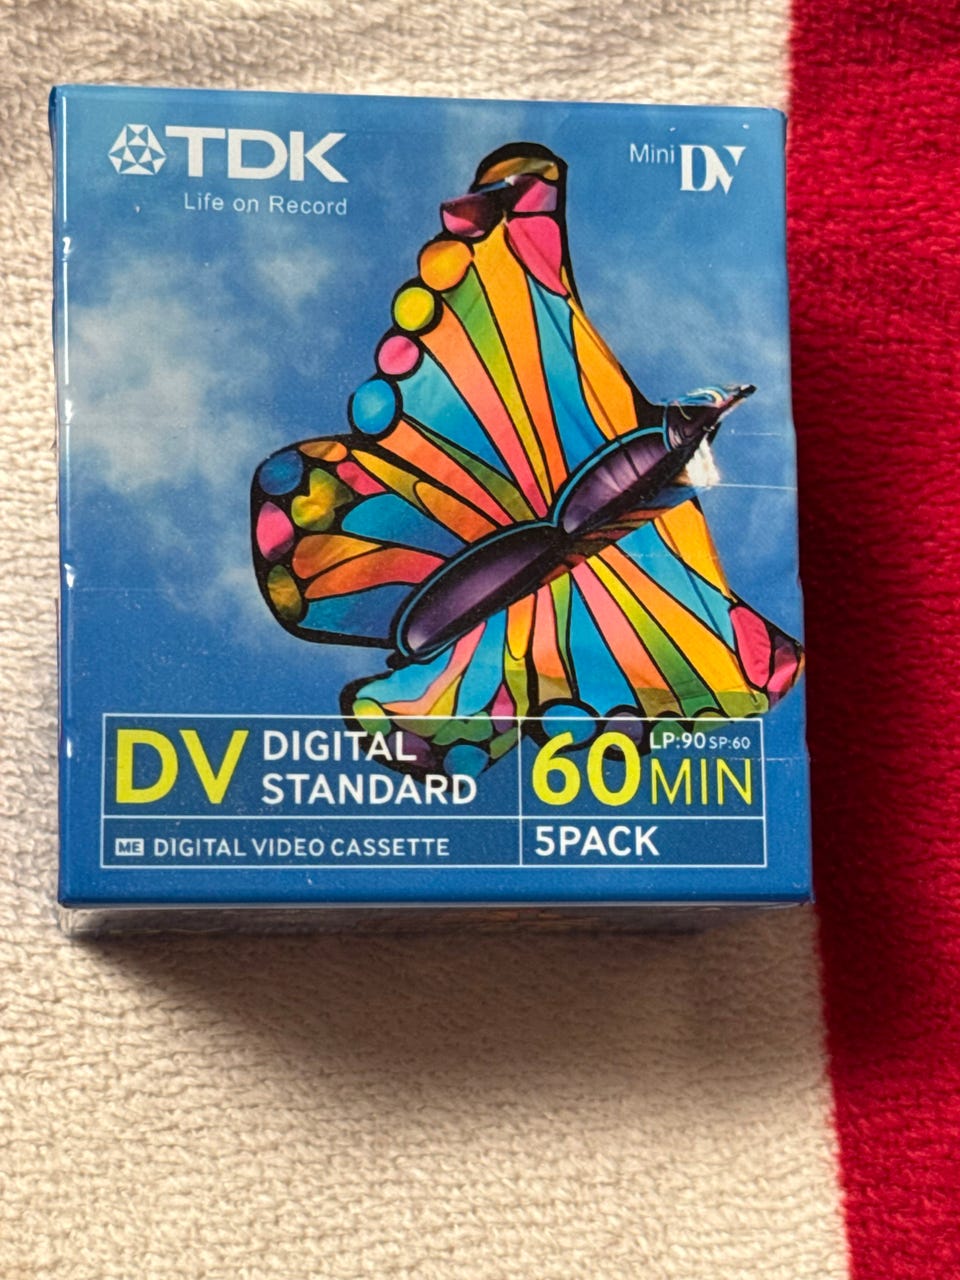 TDK
Life on Record
Mini DV
DV DIGITAL STANDARD
60 MIN
LP:90 SP:60
ME DIGITAL VIDEO CASSETTE
5PACK